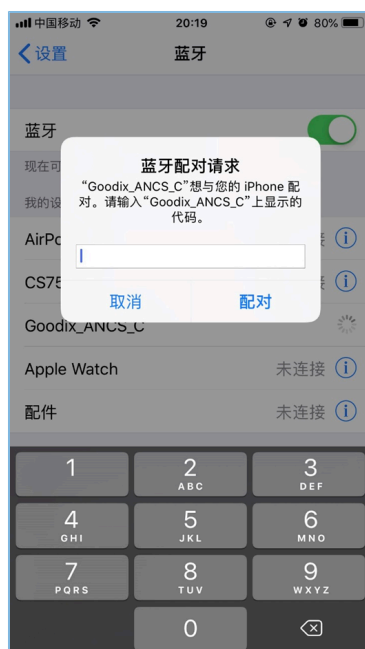 中国移动 20:19 80%
设置 蓝牙
蓝牙
现在可
蓝牙配对请求
“Goodix_ANCS_C”想与您的 iPhone 配
对。请输入“Goodix_ANCS_C”上显示的
代码。
我的设
AirPo
CS75
取消 配对
Goodix_ANCS_C
Apple Watch 未连接
配件 未连接
1 2 3
ABC DEF
4 5 6
GHI JKL MNO
7 8 9
PQRS TUV WXYZ
0